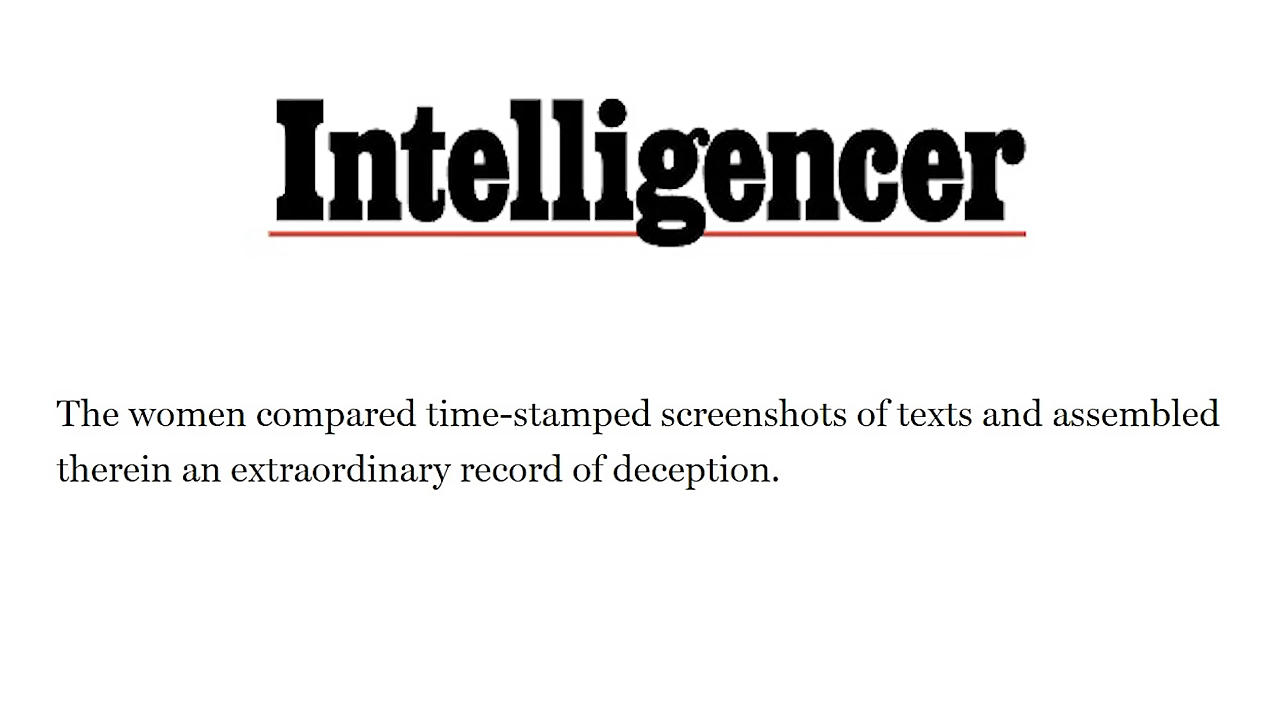 Intelligencer
The women compared time-stamped screenshots of texts and assembled
therein an extraordinary record of deception.